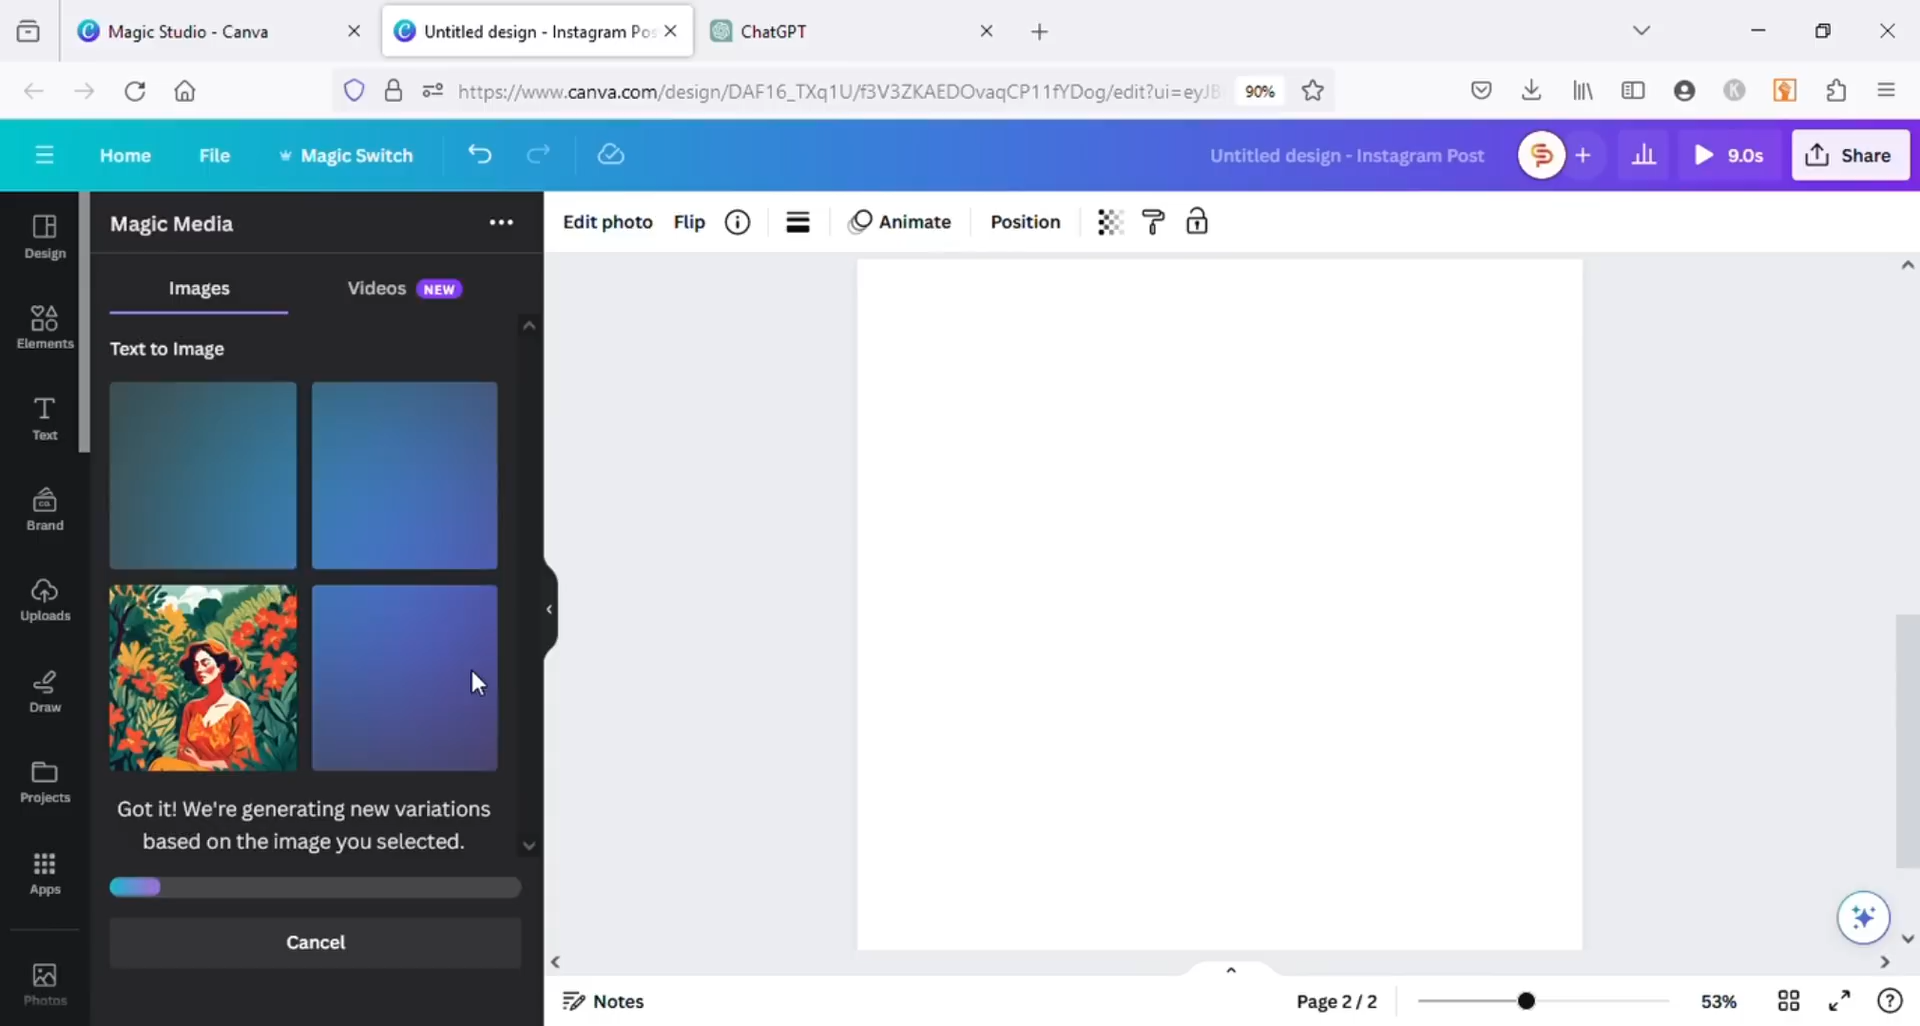 Magic Studio - Canva
Untitled design - Instagram Pos
ChatGPT
https://www.canva.com/design/DAF16_TXq1U/f3V3ZKAEDOvaqCP11fYDog/edit?ui=eyJB
90%
Home
File
Magic Switch
Untitled design - Instagram Post
9.0s
Share
Design
Elements
Text
Brand
Uploads
Draw
Projects
Apps
Photos
Magic Media
Images
Videos NEW
Text to Image
Got it! We're generating new variations
based on the image you selected.
Cancel
Edit photo
Flip
Animate
Position
Notes
Page 2 / 2
53%